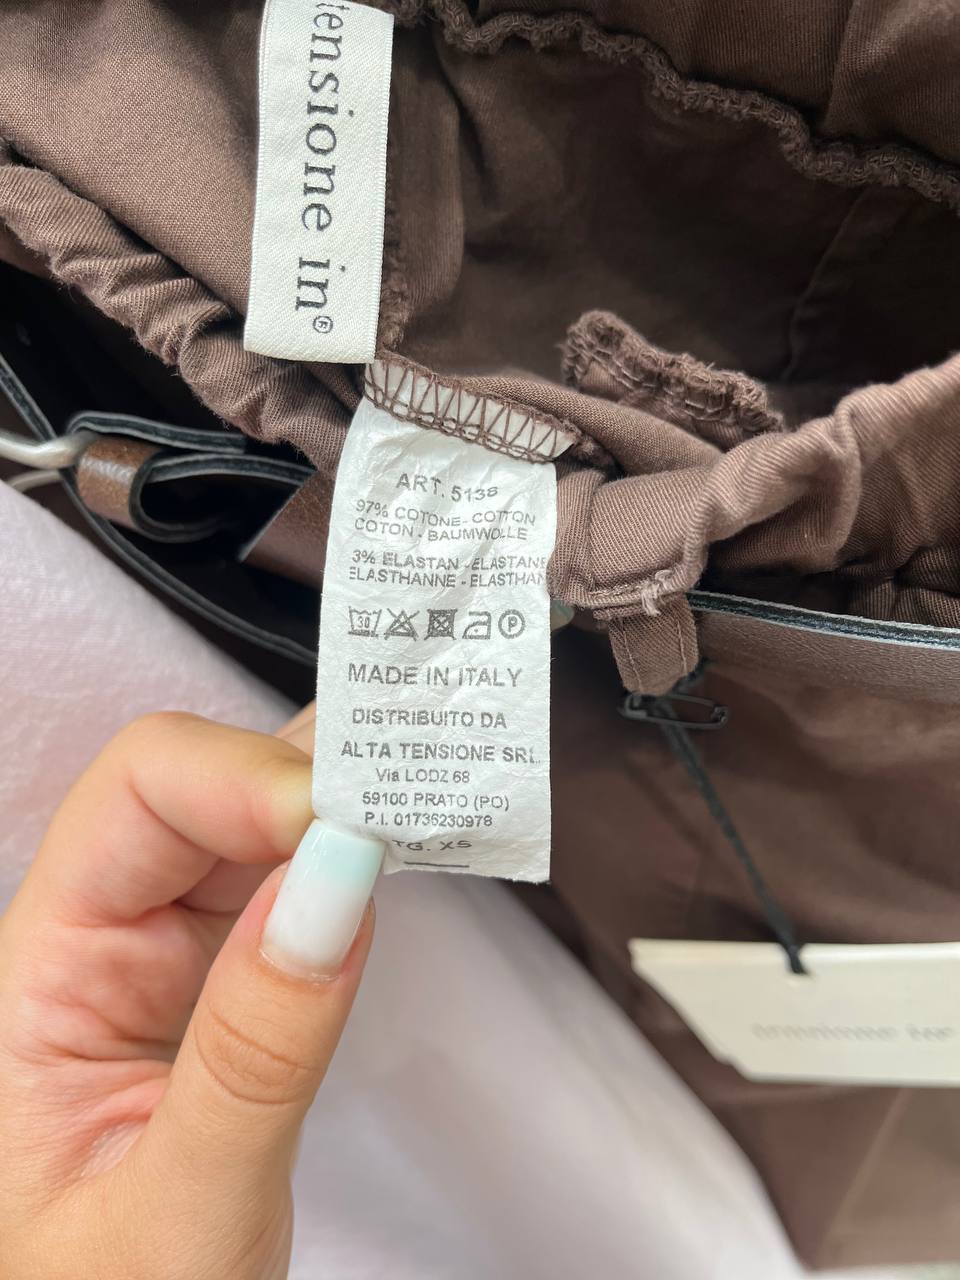 tensione in®
ART. 5138
97% COTONE - COTTON
COTON - BAUMWOLLE
3% ELASTAN - ELASTANE
ELASTHANNE - ELASTHAN
30
P
MADE IN ITALY
DISTRIBUITO DA
ALTA TENSIONE SRL
Via LODZ 68
59100 PRATO (PO)
P.I. 01736230978
TG. XS